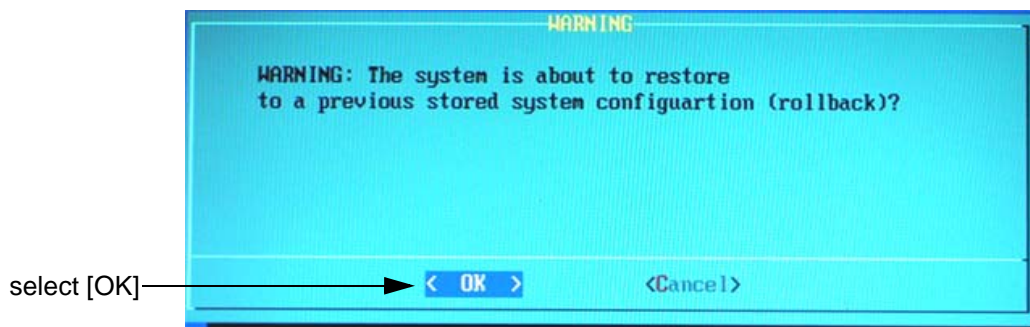 WARNING
WARNING: The system is about to restore
to a previous stored system configuartion (rollback)?
select [OK]
< OK > <Cancel>